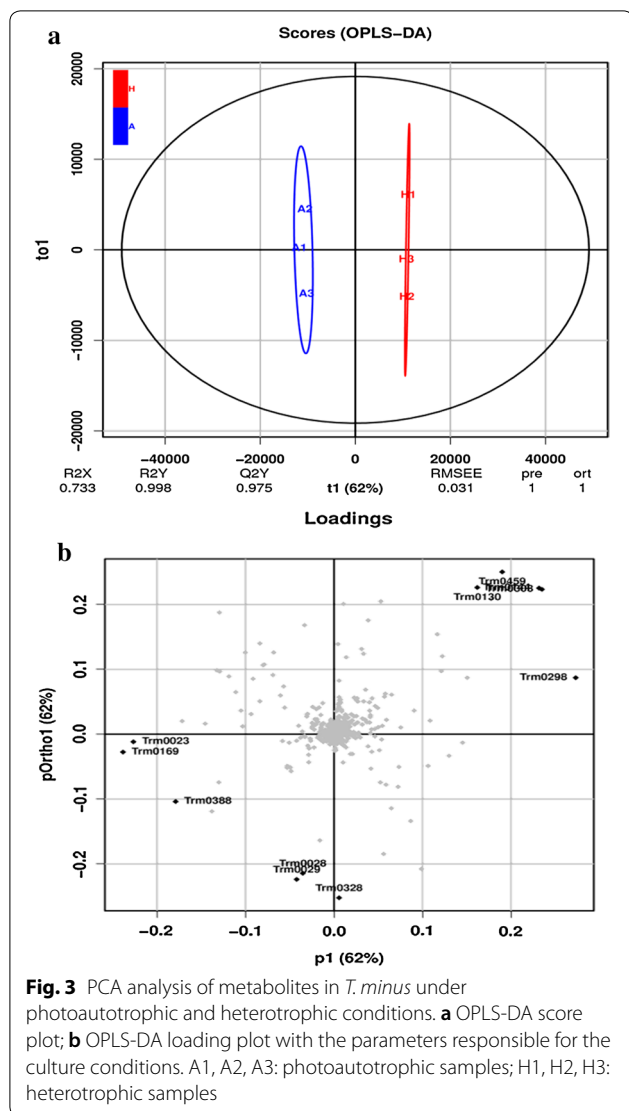 a
Scores (OPLS−DA)
H
A
20000
10000
0
−10000
−20000
to1
A2
A1
A3
H1
H3
H2
−40000 −20000 0 20000 40000
R2X R2Y Q2Y RMSEE pre ort
0.733 0.998 0.975 t1 (62%) 0.031 1 1
b
Loadings
0.2
0.1
0.0
−0.1
−0.2
pOrtho1 (62%)
Trm0459
Trm0130
Trm0298
Trm0023
Trm0169
Trm0388
Trm0028
Trm0029
Trm0328
−0.2 −0.1 0.0 0.1 0.2
p1 (62%)
Fig. 3 PCA analysis of metabolites in T. minus under
photoautotrophic and heterotrophic conditions. a OPLS-DA score
plot; b OPLS-DA loading plot with the parameters responsible for the
culture conditions. A1, A2, A3: photoautotrophic samples; H1, H2, H3:
heterotrophic samples